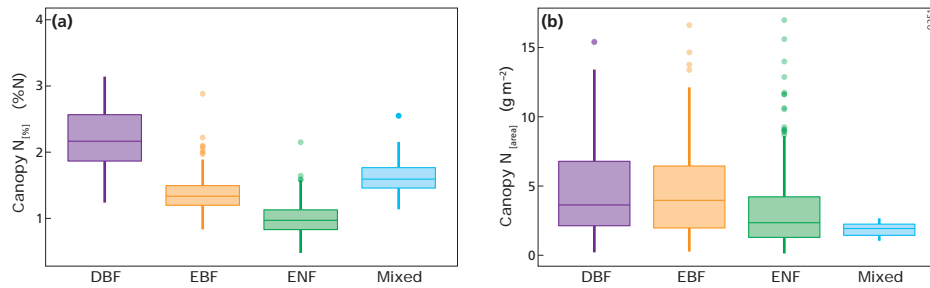 (a)
Canopy N[%] (%N)
4
3
2
1
DBF EBF ENF Mixed
(b)
Canopy N [area] (g m⁻²)
15
10
5
0
DBF EBF ENF Mixed